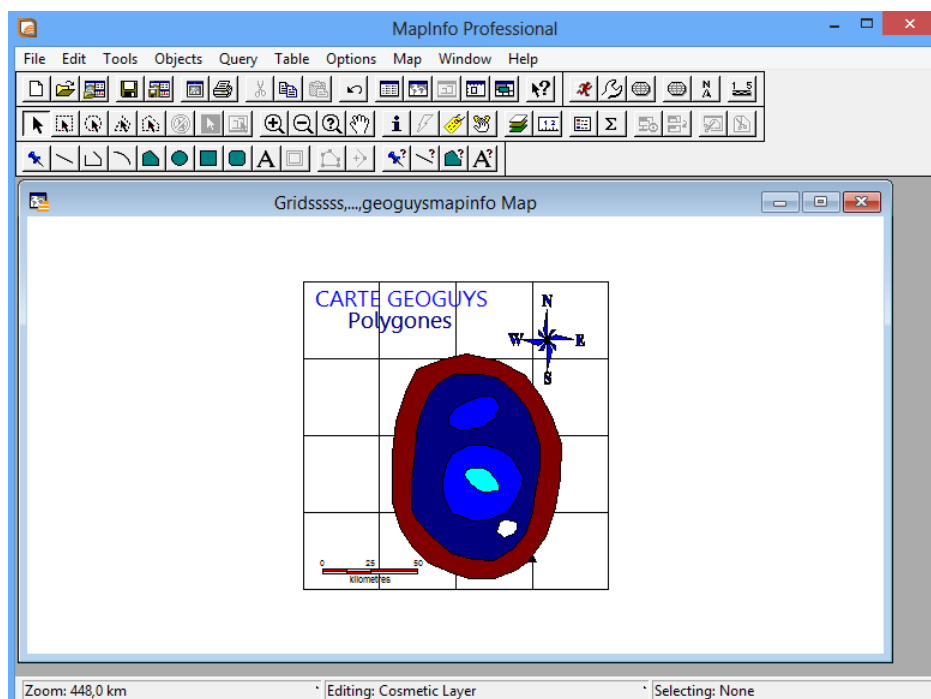 MapInfo Professional
File Edit Tools Objects Query Table Options Map Window Help
Gridsssss,...,geoguysmapinfo Map
CARTE GEOGUYS
Polygones
N
W E
S
0 25 50
kilometres
Zoom: 448,0 km Editing: Cosmetic Layer Selecting: None